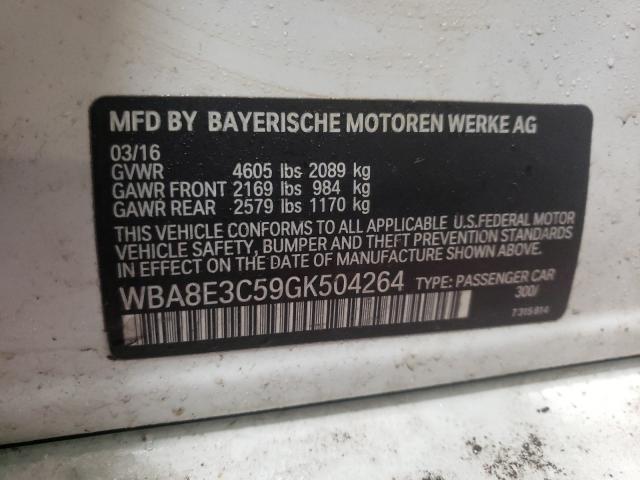 MFD BY BAYERISCHE MOTOREN WERKE AG
03/16
GVWR 4605 lbs 2089 kg
GAWR FRONT 2169 lbs 984 kg
GAWR REAR 2579 lbs 1170 kg
THIS VEHICLE CONFORMS TO ALL APPLICABLE U.S.FEDERAL MOTOR
VEHICLE SAFETY, BUMPER AND THEFT PREVENTION STANDARDS
IN EFFECT ON THE DATE OF MANUFACTURE SHOWN ABOVE.
WBA8E3C59GK504264 TYPE: PASSENGER CAR
300/
7315814